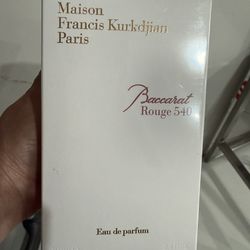 Maison
Francis Kurkdjian
Paris
Baccarat
Rouge 540
Eau de parfum